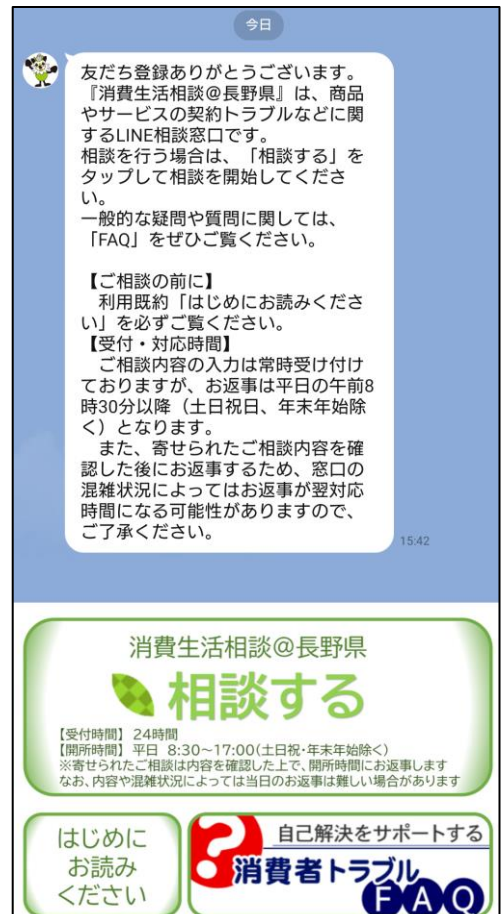 今日
友だち登録ありがとうございます。
『消費生活相談@長野県』は、商品
やサービスの契約トラブルなどに関
するLINE相談窓口です。
相談を行う場合は、「相談する」を
タップして相談を開始してくださ
い。
一般的な疑問や質問に関しては、
「FAQ」をぜひご覧ください。
【ご相談の前に】
　利用既約「はじめにお読みくださ
い」を必ずご覧ください。
【受付・対応時間】
　ご相談内容の入力は常時受け付け
ておりますが、お返事は平日の午前8
時30分以降（土日祝日、年末年始除
く）となります。
　また、寄せられたご相談内容を確
認した後にお返事するため、窓口の
混雑状況によってはお返事が翌対応
時間になる可能性がありますので、
ご了承ください。
15:42
消費生活相談@長野県
相談する
【受付時間】 24時間
【開所時間】 平日 8:30～17:00(土日祝・年末年始除く)
※寄せられたご相談は内容を確認した上で、開所時間にお返事します
なお、内容や混雑状況によっては当日のお返事は難しい場合があります
はじめに
お読み
ください
自己解決をサポートする
消費者トラブル
FAQ